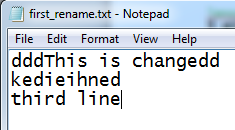 first_rename.txt - Notepad
File Edit Format View Help
dddThis is changedd
kedieihned
third line